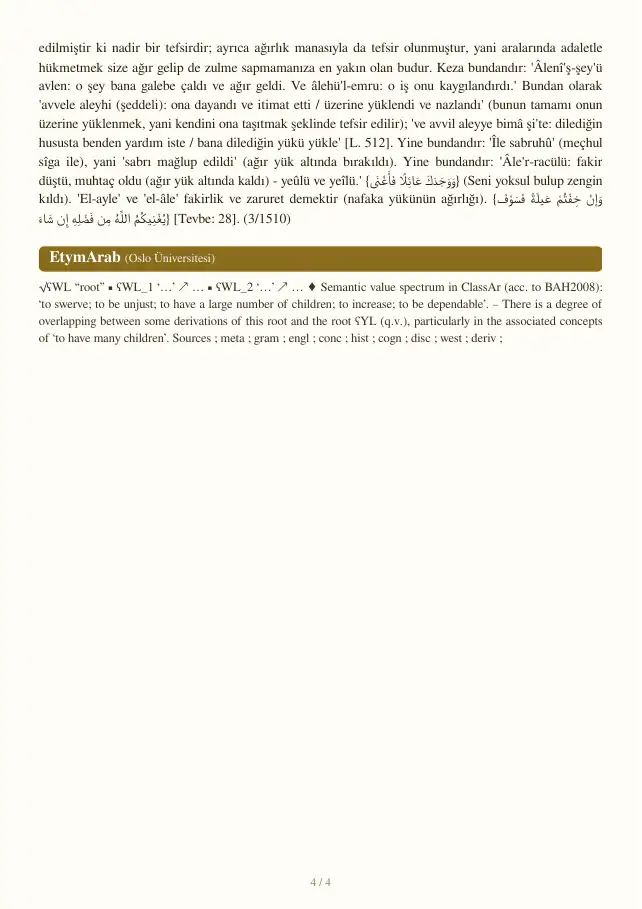 edilmiştir ki nadir bir tefsirdir; ayrıca ağırlık manasıyla da tefsir olunmuştur, yani aralarında adaletle
hükmetmek size ağır gelip de zulme sapmamanıza en yakın olan budur. Keza bundandır: 'Âlenî'ş-şey'ü
avlen: o şey bana galebe çaldı ve ağır geldi. Ve âlehü'l-emru: o iş onu kaygılandırdı.' Bundan olarak
'avvele aleyhi (şeddeli): ona dayandı ve itimat etti / üzerine yüklendi ve nazlandı' (bunun tamamı onun
üzerine yüklenmek, yani kendini ona taşıtmak şeklinde tefsir edilir); 've avvil aleyye bimâ şi'te: dilediğin
hususta benden yardım iste / bana dilediğin yükü yükle' [L. 512]. Yine bundandır: 'Île sabruhû' (meçhul
sîga ile), yani 'sabrı mağlup edildi' (ağır yük altında bırakıldı). Yine bundandır: 'Âle'r-racülü: fakir
düştü, muhtaç oldu (ağır yük altında kaldı) - yeûlü ve yeîlü.' {وَوَجَدَكَ عَائِلًا فَأَغْنَى} (Seni yoksul bulup zengin
kıldı). 'El-ayle' ve 'el-âle' fakirlik ve zaruret demektir (nafaka yükünün ağırlığı). {وَإِنْ خِفْتُمْ عَيْلَةً فَسَوْفَ
يُغْنِيكُمُ اللَّهُ مِن فَضْلِهِ إِن شَاءَ} [Tevbe: 28]. (3/1510)
EtymArab (Oslo Üniversitesi)
√ʕWL “root” ▪ ʕWL_1 ‘…’ ↗ … ▪ ʕWL_2 ‘…’ ↗ … ♦ Semantic value spectrum in ClassAr (acc. to BAH2008):
‘to swerve; to be unjust; to have a large number of children; to increase; to be dependable’. – There is a degree of
overlapping between some derivations of this root and the root ʕYL (q.v.), particularly in the associated concepts
of ‘to have many children’. Sources ; meta ; gram ; engl ; conc ; hist ; cogn ; disc ; west ; deriv ;
4 / 4